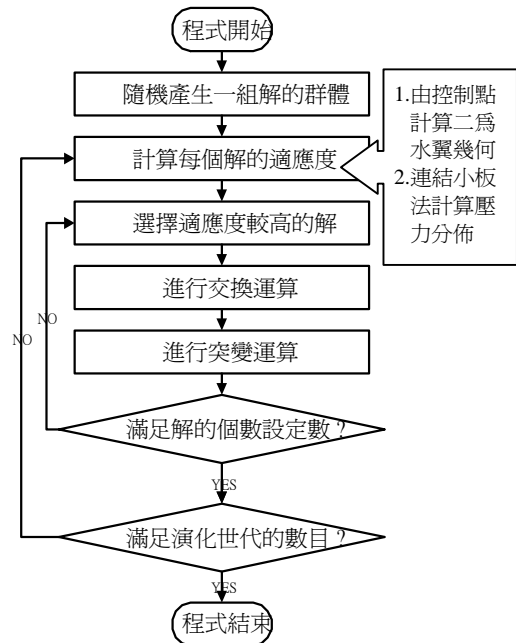 程式開始
隨機產生一組解的群體
計算每個解的適應度
1.由控制點
計算二為
水翼幾何
2.連結小板
法計算壓
力分佈
選擇適應度較高的解
進行交換運算
NO
NO
進行突變運算
滿足解的個數設定數？
YES
滿足演化世代的數目？
YES
程式結束